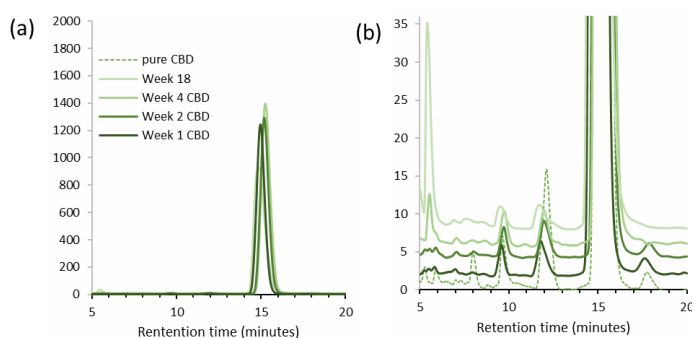 (a)
2000
1800
1600
1400
1200
1000
800
600
400
200
0
pure CBD
Week 18
Week 4 CBD
Week 2 CBD
Week 1 CBD
5 10 15 20
Rentention time (minutes)
(b)
35
30
25
20
15
10
5
0
5 10 15 20
Retention time (minutes)